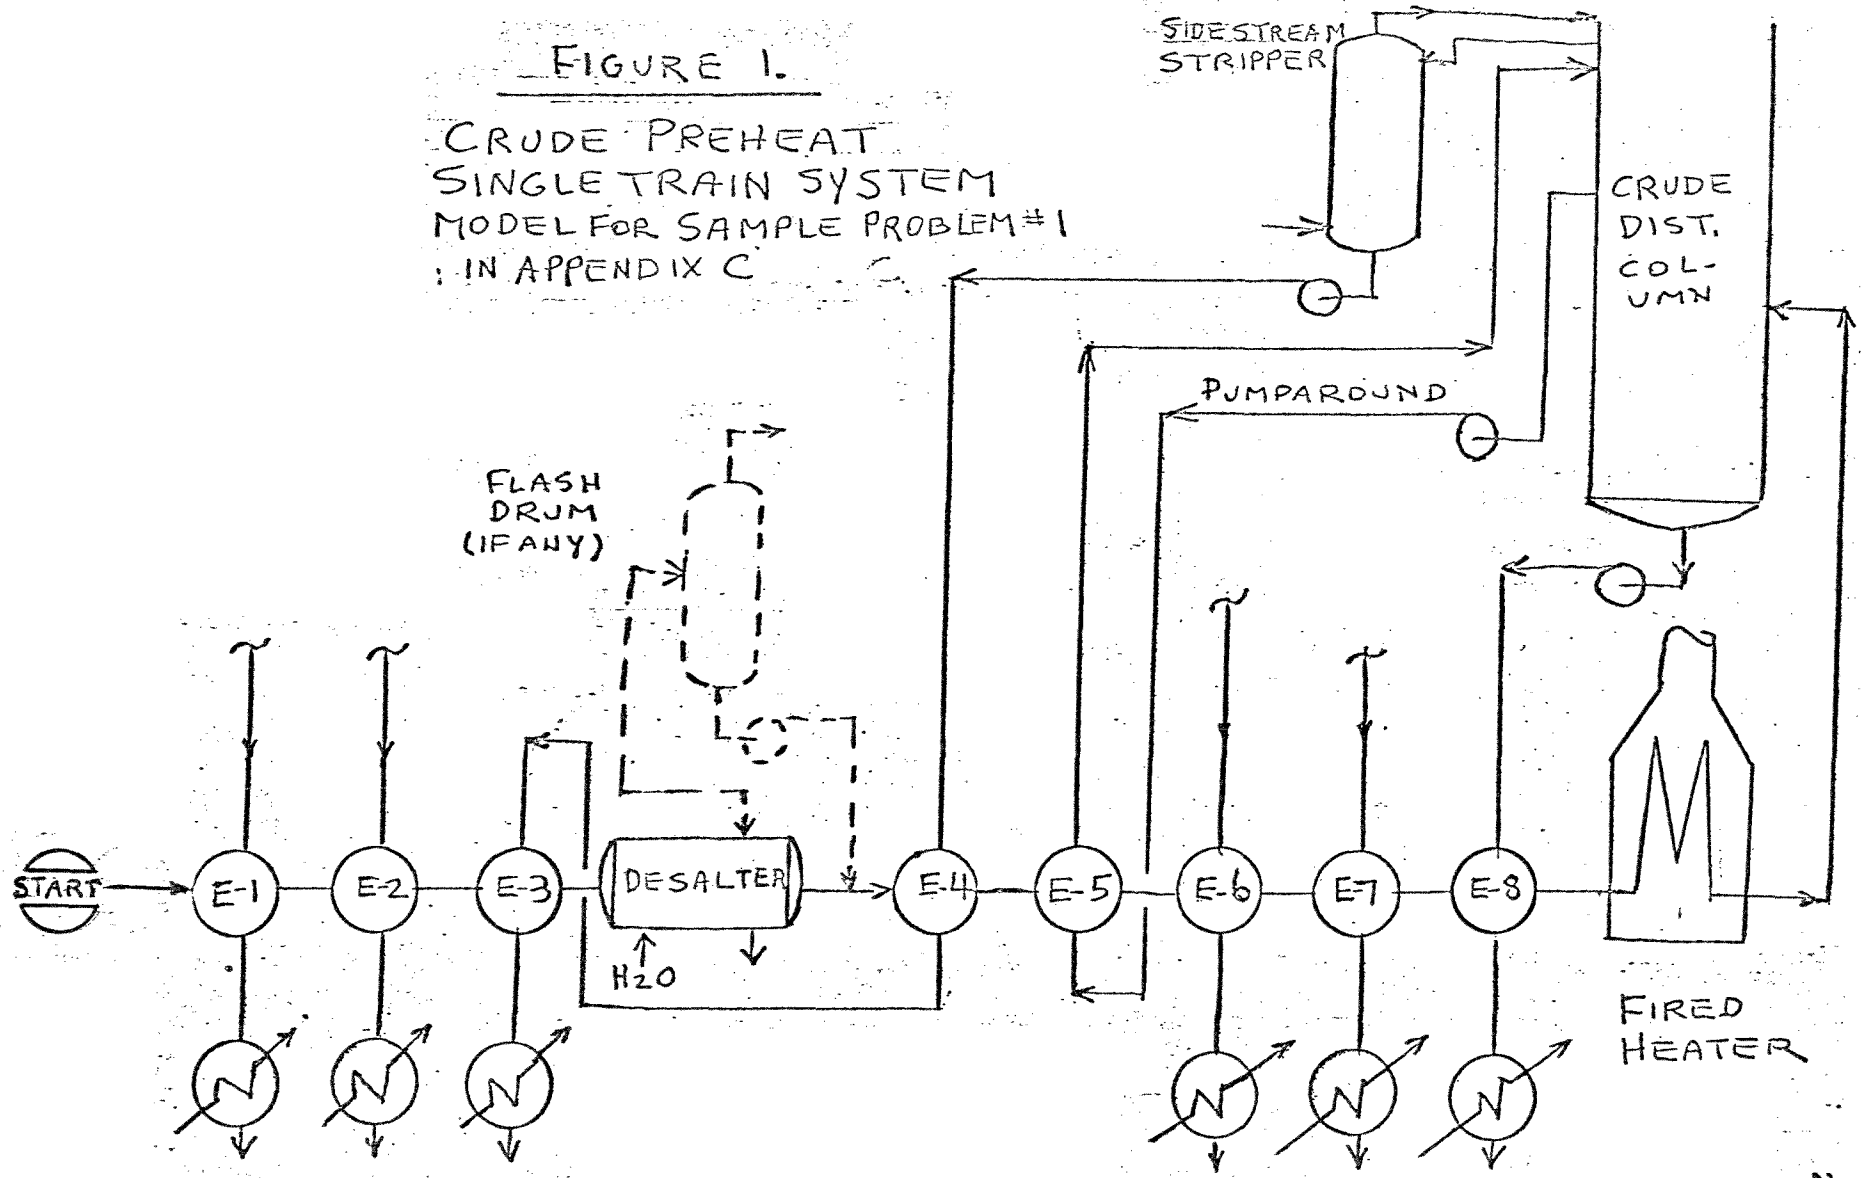 FIGURE 1.
CRUDE PREHEAT
SINGLE TRAIN SYSTEM
MODEL FOR SAMPLE PROBLEM #1
IN APPENDIX C
SIDESTREAM
STRIPPER
CRUDE
DIST.
COL-
UMN
PUMPAROUND
FLASH
DRUM
(IF ANY)
START
E-1
E-2
E-3
DESALTER
E-4
E-5
E-6
E-7
E-8
H2O
FIRED
HEATER